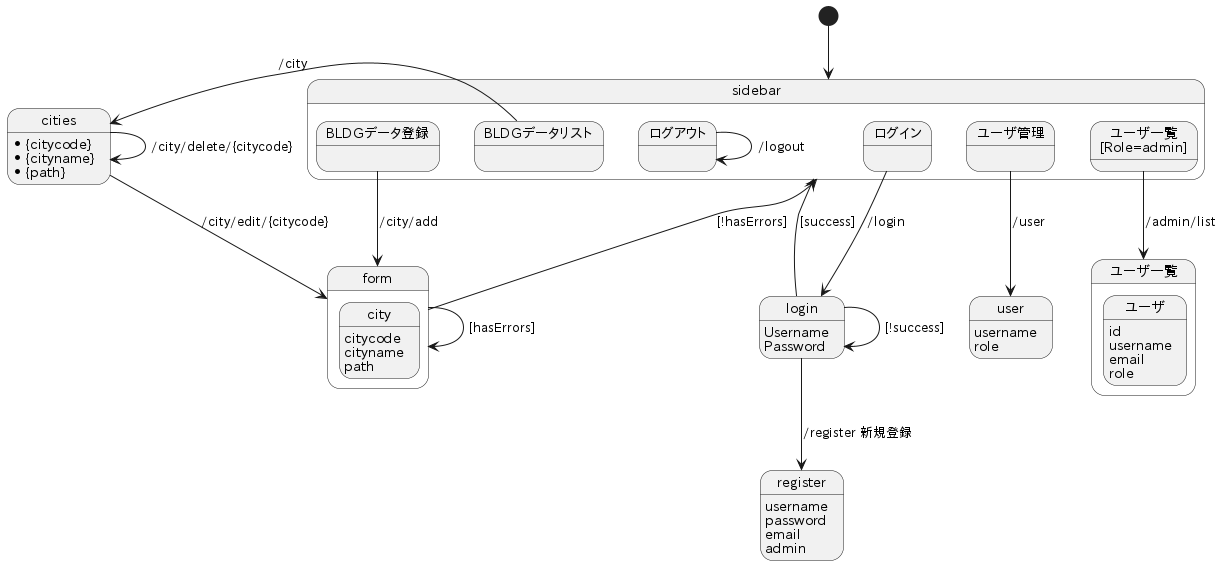 /city
sidebar
cities
• {citycode}
• {cityname}
• {path}
/city/delete/{citycode}
BLDGデータ登録
BLDGデータリスト
ログアウト
/logout
ログイン
ユーザ管理
ユーザー一覧
[Role=admin]
/city/edit/{citycode}
/city/add
[!hasErrors]
[success]
/login
/user
/admin/list
form
city
citycode
cityname
path
[hasErrors]
login
Username
Password
[!success]
user
username
role
ユーザー一覧
ユーザ
id
username
email
role
/register 新規登録
register
username
password
email
admin